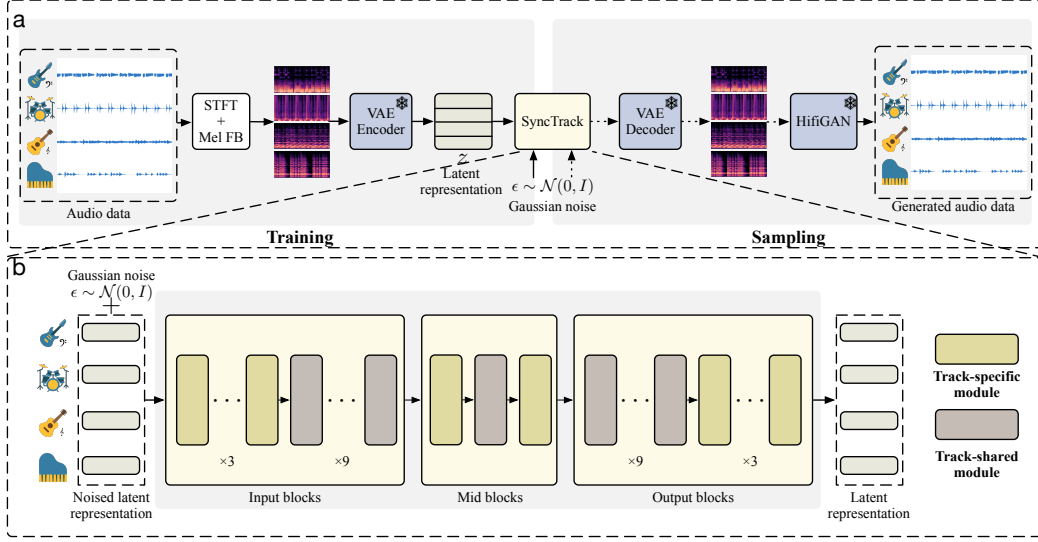 a
STFT
+
Mel FB
VAE
Encoder
z
Latent
representation
SyncTrack
ϵ ∼ N(0, I)
Gaussian noise
VAE
Decoder
HifiGAN
Audio data
Generated audio data
Training
Sampling
b
Gaussian noise
ϵ ∼ N(0, I)
+
. . .
. . .
. . .
. . .
×3
×9
×9
×3
Noised latent
representation
Input blocks
Mid blocks
Output blocks
Latent
representation
Track-specific
module
Track-shared
module